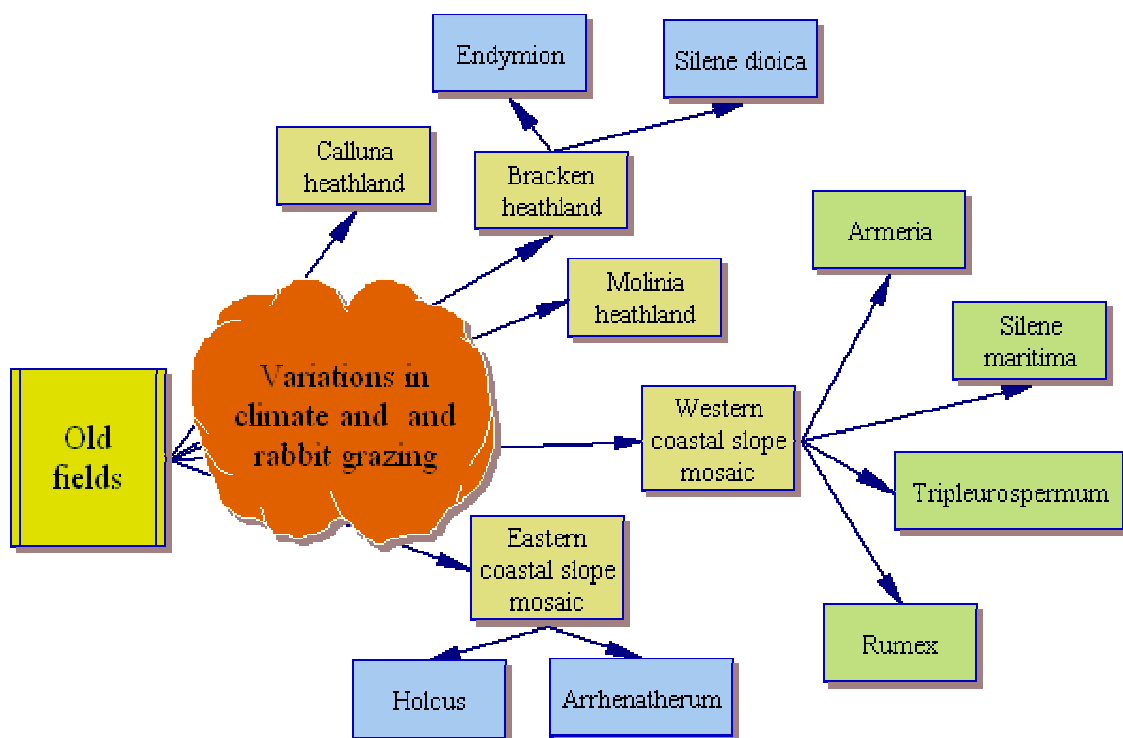 Endymion
Silene dioica
Calluna
heathland
Bracken
heathland
Armeria
Molinia
heathland
Silene
maritima
Variations in
climate and  and
rabbit grazing
Old
fields
Western
coastal slope
mosaic
Tripleurospermum
Eastern
coastal slope
mosaic
Rumex
Holcus
Arrhenatherum